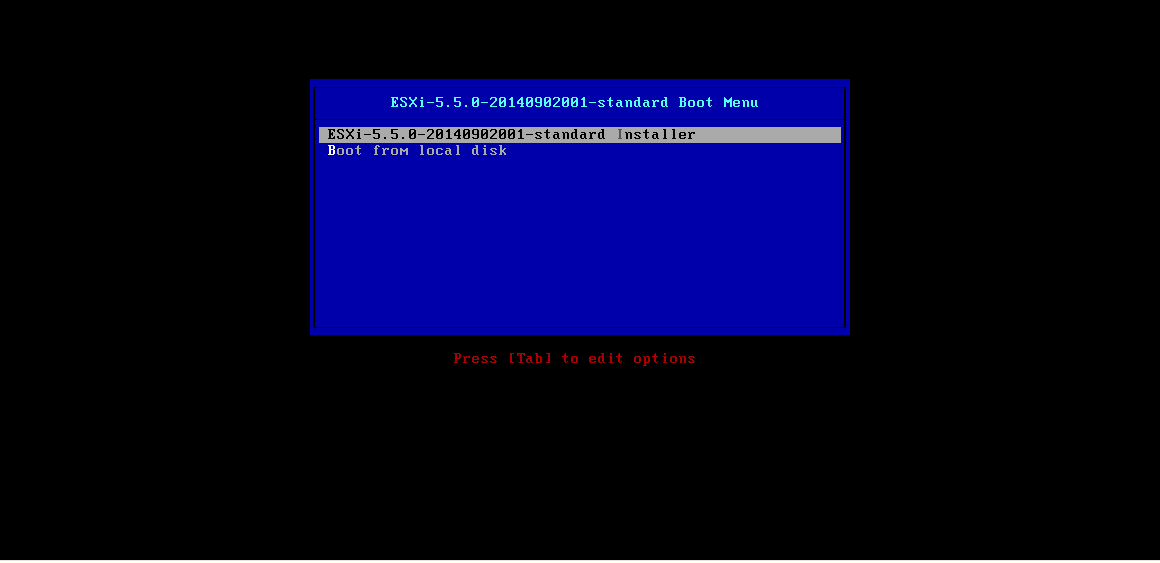 ESXi-5.5.0-20140902001-standard Boot Menu
ESXi-5.5.0-20140902001-standard Installer
Boot from local disk
Press [Tab] to edit options